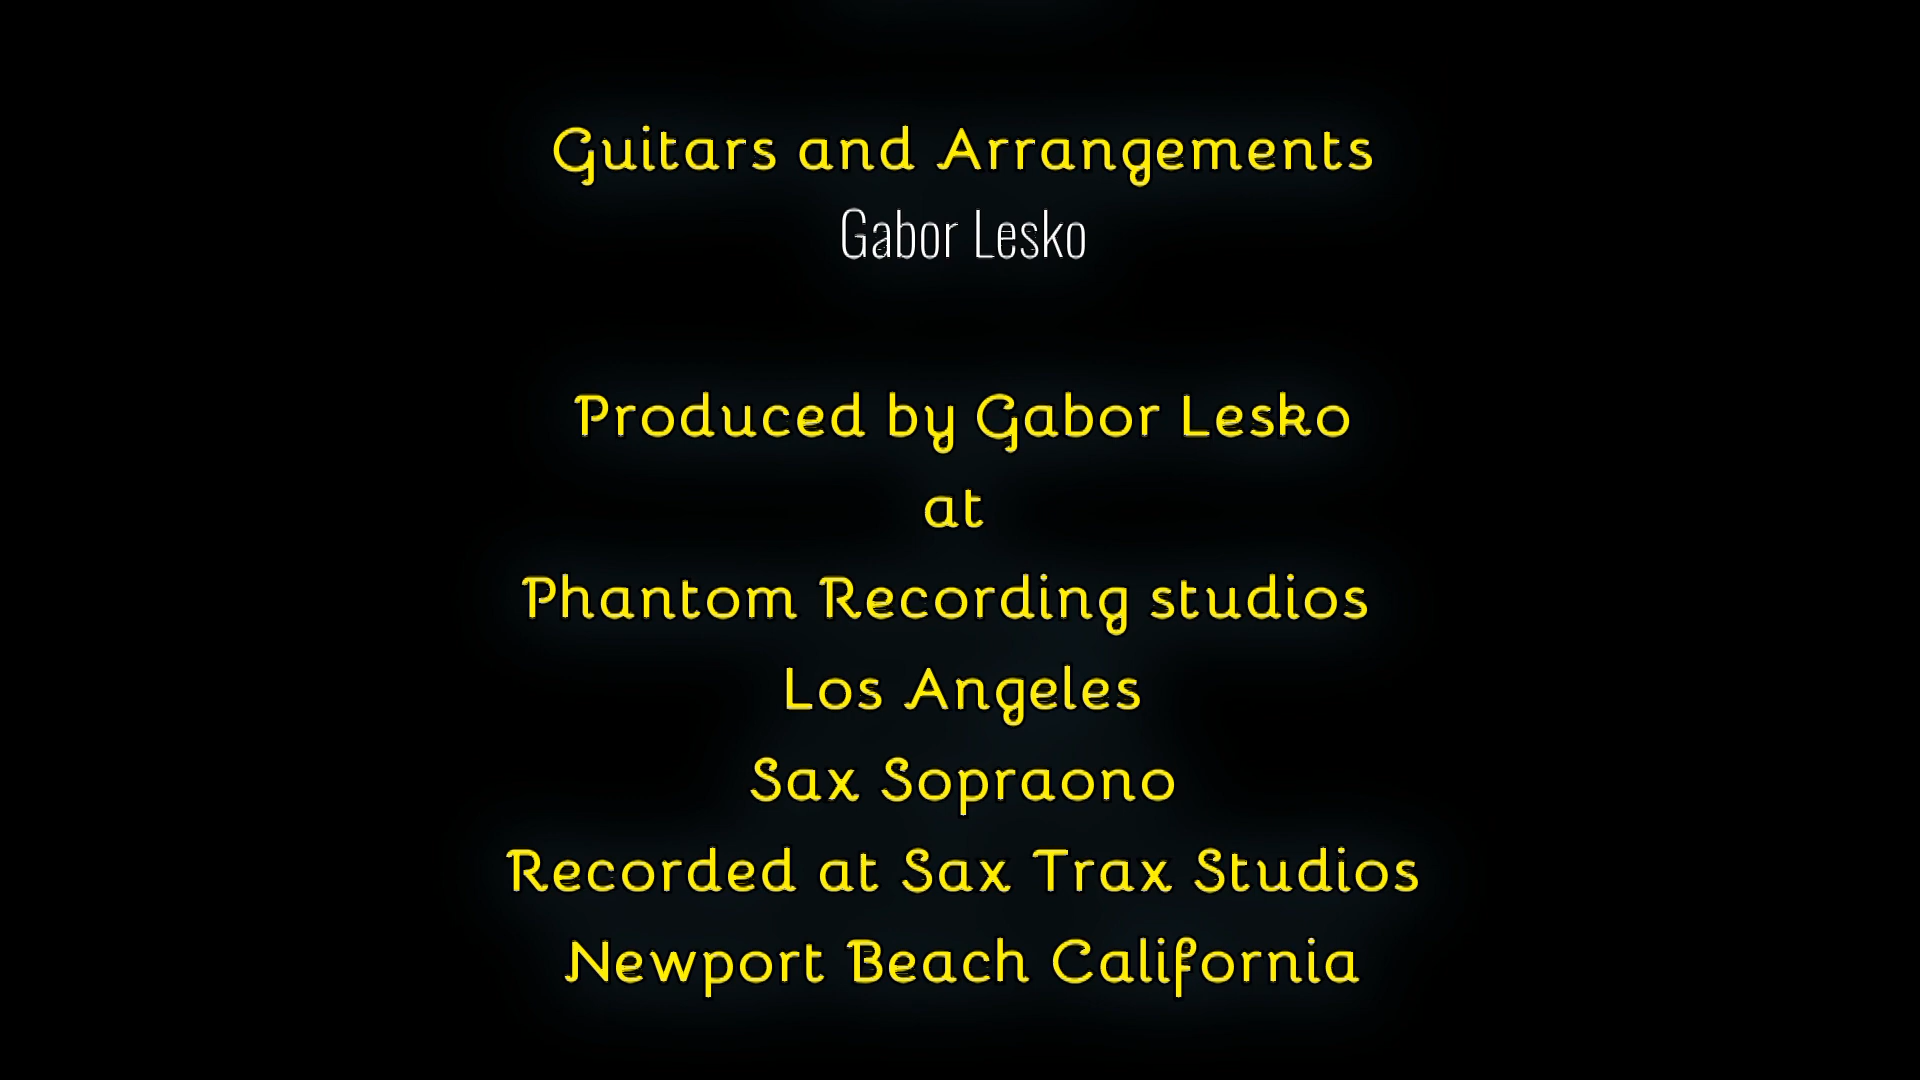 Guitars and Arrangements
Gabor Lesko
Produced by Gabor Lesko
at
Phantom Recording studios
Los Angeles
Sax Sopraono
Recorded at Sax Trax Studios
Newport Beach California